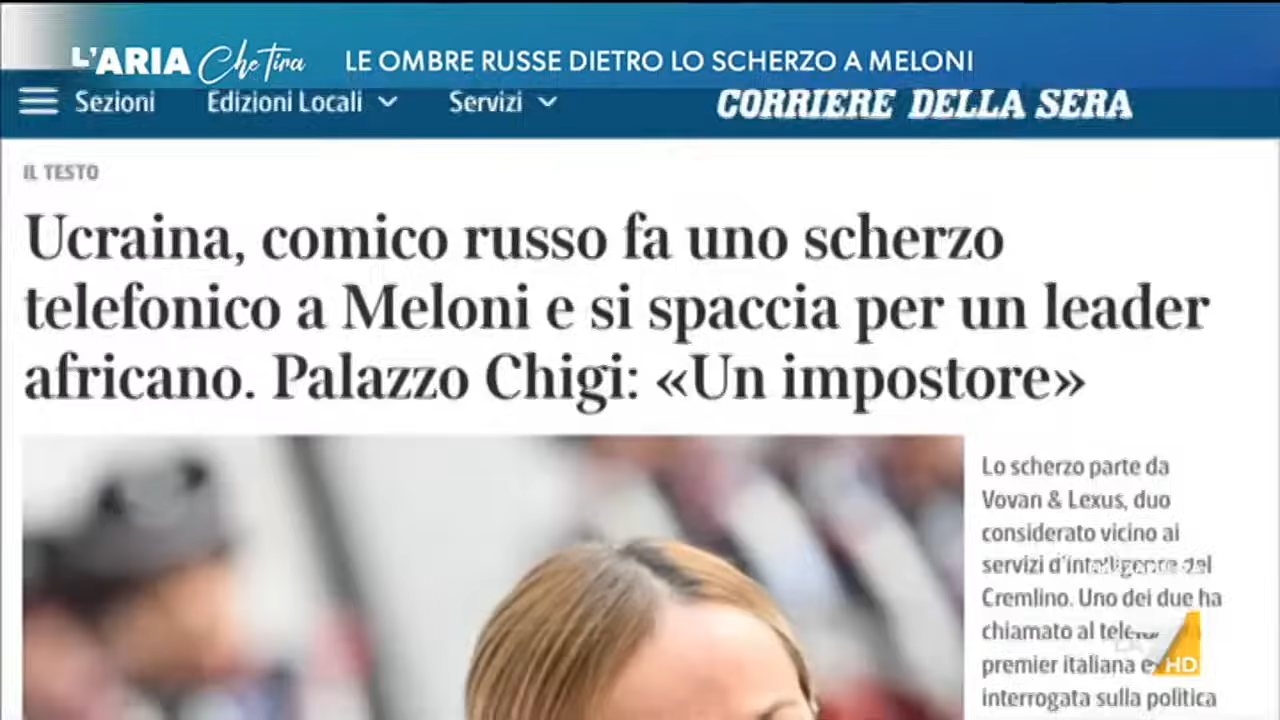 L'ARIA Che tira
LE OMBRE RUSSE DIETRO LO SCHERZO A MELONI
Sezioni Edizioni Locali Servizi CORRIERE DELLA SERA
IL TESTO
Ucraina, comico russo fa uno scherzo
telefonico a Meloni e si spaccia per un leader
africano. Palazzo Chigi: «Un impostore»
Lo scherzo parte da
Vovan & Lexus, duo
considerato vicino ai
servizi d'intelligence del
Cremlino. Uno dei due ha
chiamato al
premier italiana e
interrogata sulla politica
HD